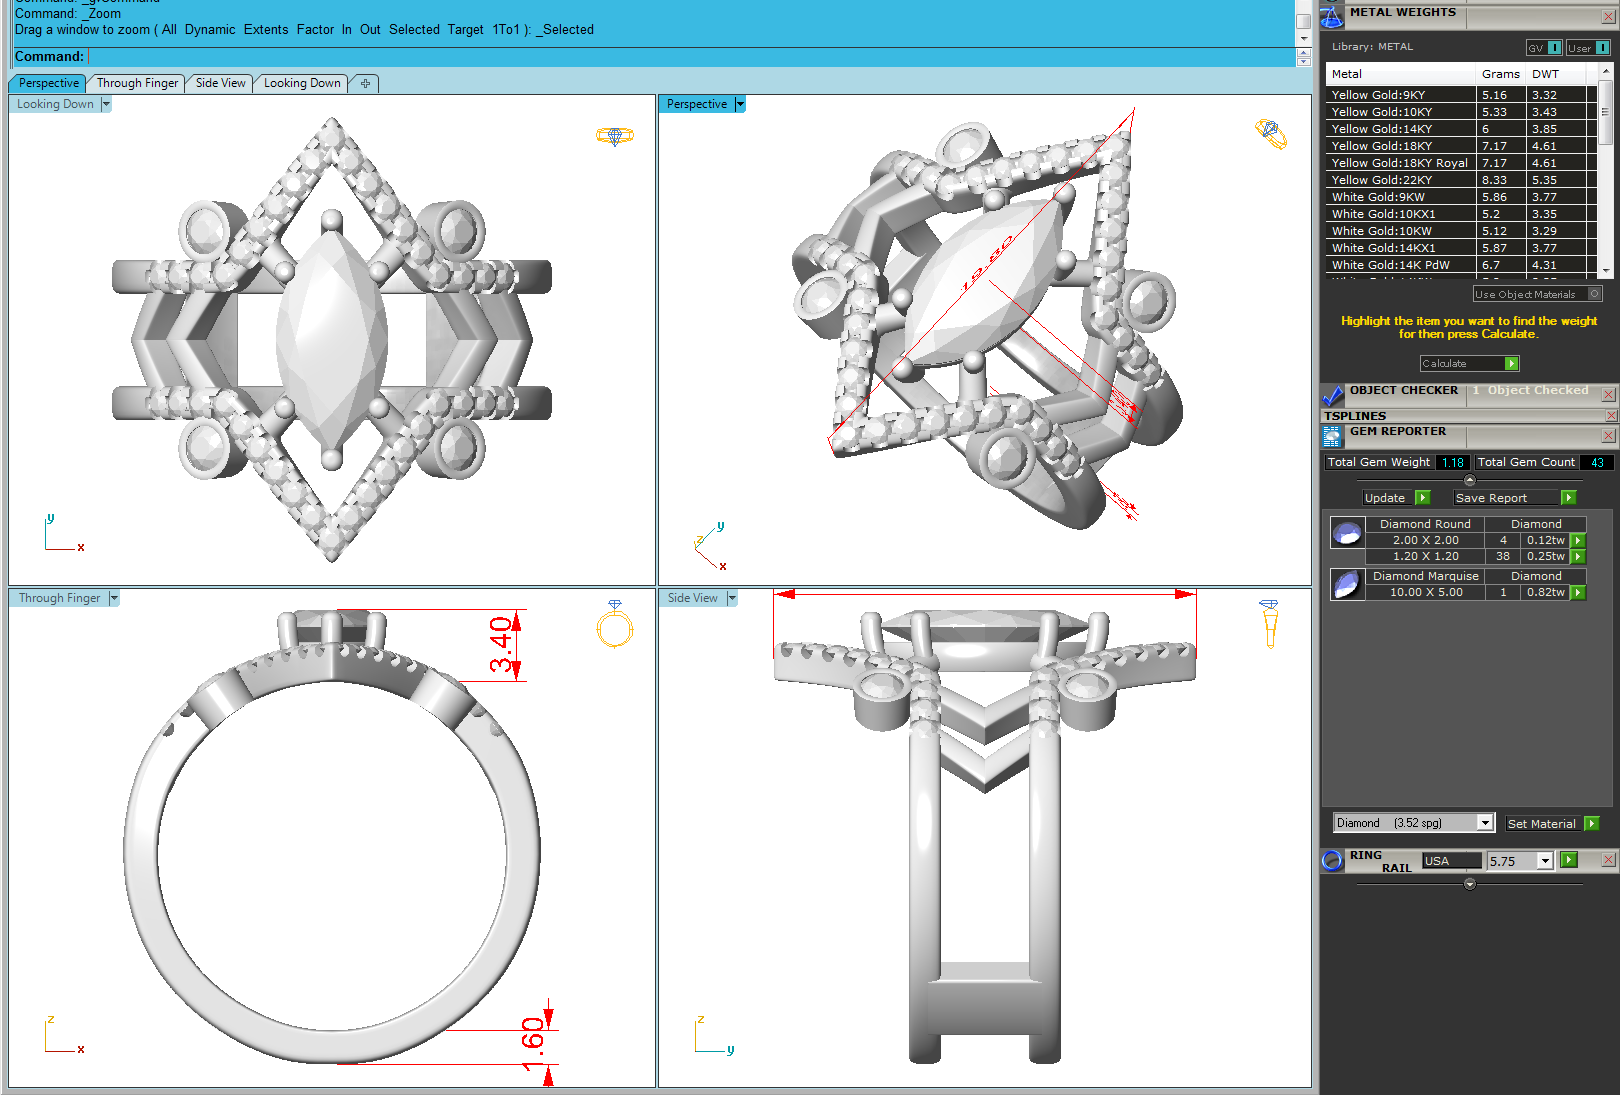 Command: _Zoom
Drag a window to zoom ( All Dynamic Extents Factor In Out Selected Target 1To1 ): _Selected
Command:
Perspective Through Finger Side View Looking Down
Looking Down
y
x
Perspective
z
y
x
Through Finger
3.40
1.60
z
x
Side View
z
y
METAL WEIGHTS
Library: METAL GV User
Metal Grams DWT
Yellow Gold:9KY 5.16 3.32
Yellow Gold:10KY 5.33 3.43
Yellow Gold:14KY 6 3.85
Yellow Gold:18KY 7.17 4.61
Yellow Gold:18KY Royal 7.17 4.61
Yellow Gold:22KY 8.33 5.35
White Gold:9KW 5.86 3.77
White Gold:10KX1 5.2 3.35
White Gold:10KW 5.12 3.29
White Gold:14KX1 5.87 3.77
White Gold:14K PdW 6.7 4.31
Use Object Materials
Highlight the item you want to find the weight
for then press Calculate.
Calculate
OBJECT CHECKER 1 Object Checked
TSPLINES
GEM REPORTER
Total Gem Weight 1.18 Total Gem Count 43
Update Save Report
Diamond Round Diamond
2.00 X 2.00 4 0.12tw
1.20 X 1.20 38 0.25tw
Diamond Marquise Diamond
10.00 X 5.00 1 0.82tw
Diamond (3.52 spg) Set Material
RING RAIL USA 5.75